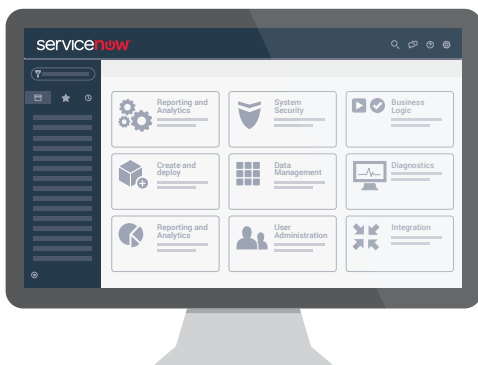 servicenow
Reporting and
Analytics
System
Security
Business
Logic
Create and
deploy
Data
Management
Diagnostics
Reporting and
Analytics
User
Administration
Integration